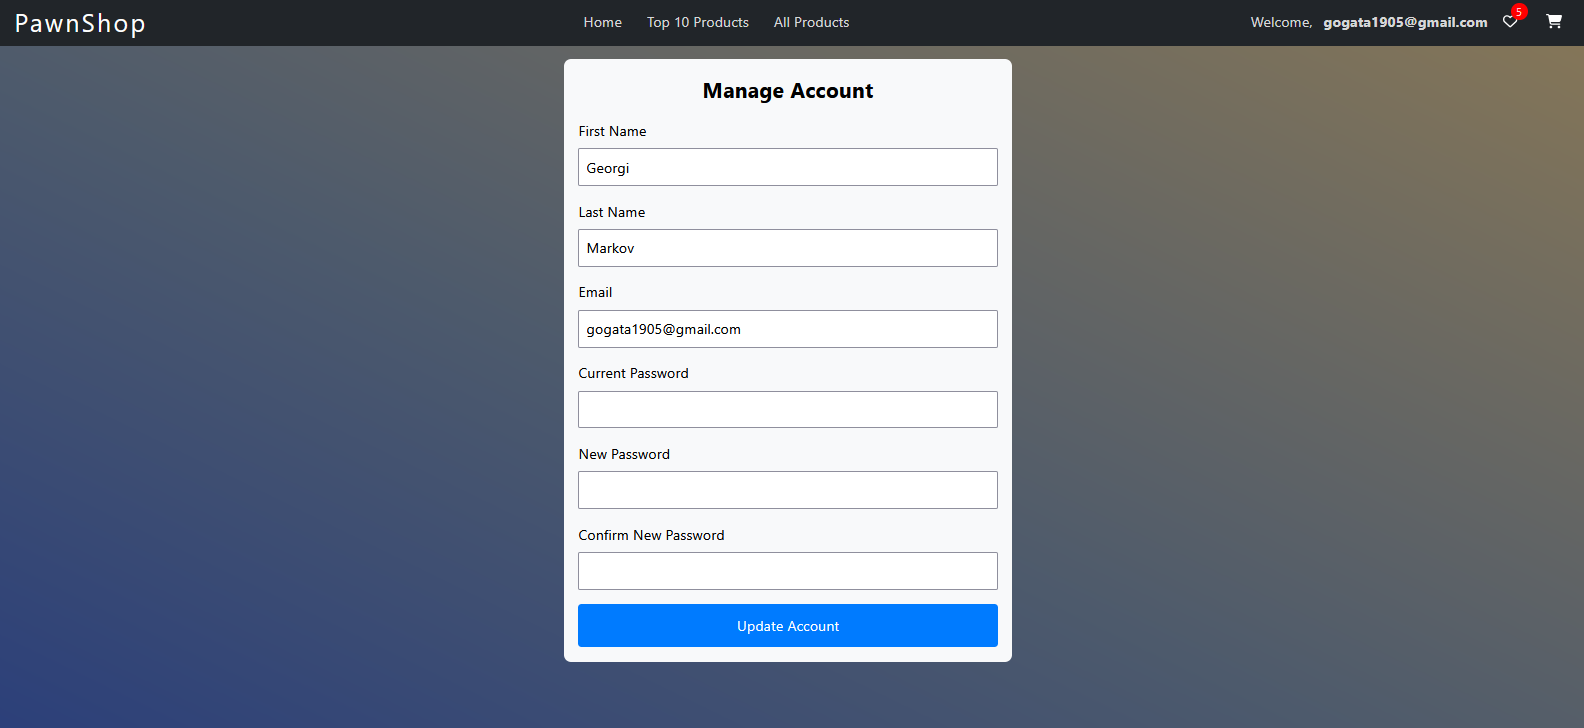 PawnShop Home Top 10 Products All Products Welcome, gogata1905@gmail.com 5
Manage Account
First Name
Georgi
Last Name
Markov
Email
gogata1905@gmail.com
Current Password
New Password
Confirm New Password
Update Account